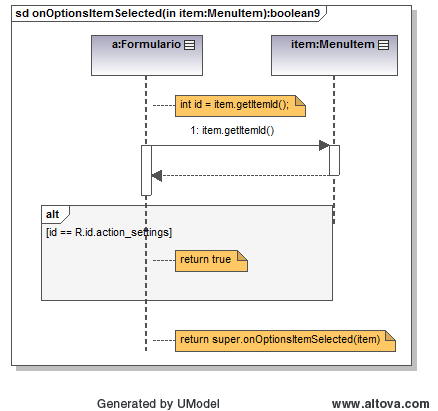 sd onOptionsItemSelected(in item:MenuItem):boolean9
a:Formulario
item:MenuItem
int id = item.getItemId();
1: item.getItemId()
alt
[id == R.id.action_settings]
return true
return super.onOptionsItemSelected(item)
Generated by UModel
www.altova.com